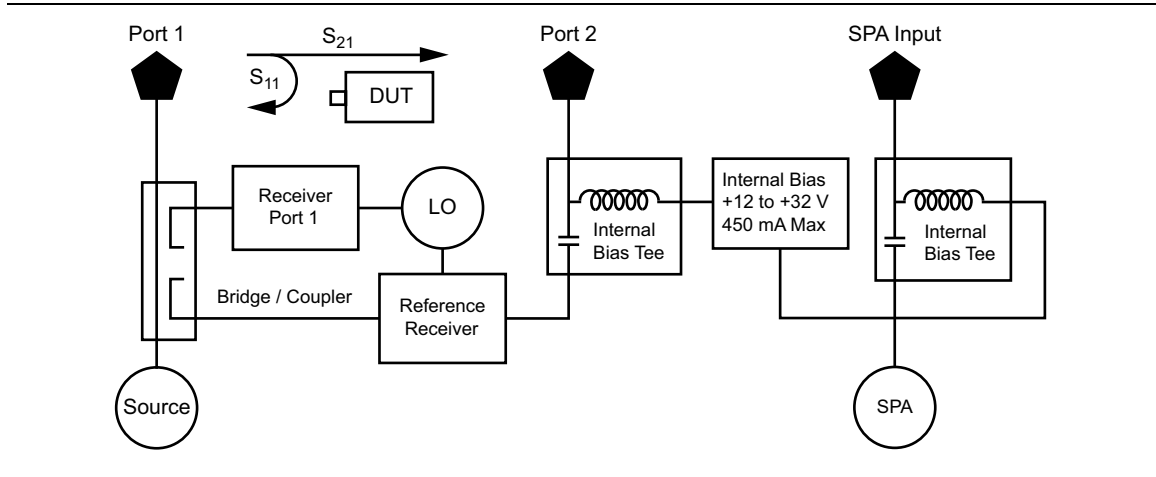 Port 1
S21
Port 2
SPA Input
S11
DUT
Receiver
Port 1
LO
Internal
Bias Tee
Internal Bias
+12 to +32 V
450 mA Max
Internal
Bias Tee
Bridge / Coupler
Reference
Receiver
Source
SPA